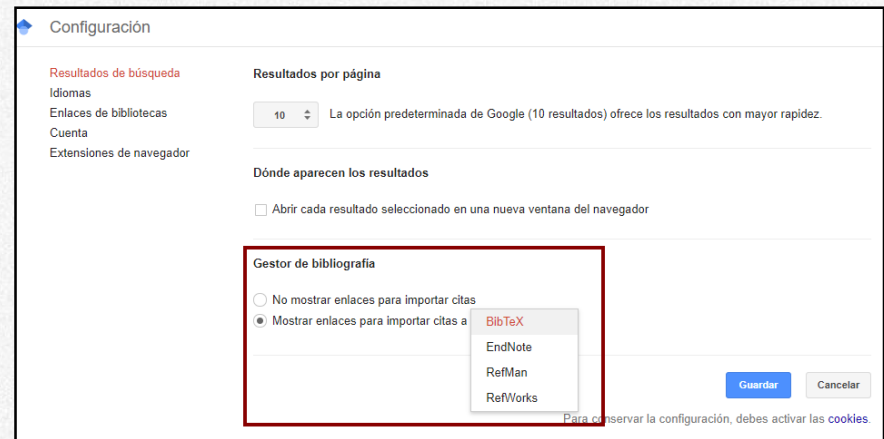 Configuración
Resultados de búsqueda
Idiomas
Enlaces de bibliotecas
Cuenta
Extensiones de navegador
Resultados por página
10 La opción predeterminada de Google (10 resultados) ofrece los resultados con mayor rapidez.
Dónde aparecen los resultados
Abrir cada resultado seleccionado en una nueva ventana del navegador
Gestor de bibliografía
No mostrar enlaces para importar citas
Mostrar enlaces para importar citas a
BibTeX
EndNote
RefMan
RefWorks
Guardar Cancelar
Para conservar la configuración, debes activar las cookies.